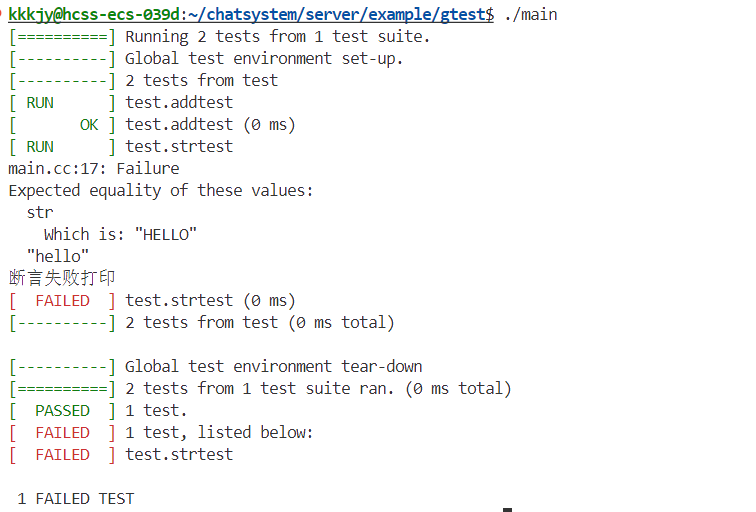 kkkjy@hcss-ecs-039d:~/chatsystem/server/example/gtest$ ./main
[==========] Running 2 tests from 1 test suite.
[----------] Global test environment set-up.
[----------] 2 tests from test
[ RUN      ] test.addtest
[       OK ] test.addtest (0 ms)
[ RUN      ] test.strtest
main.cc:17: Failure
Expected equality of these values:
  str
    Which is: "HELLO"
  "hello"
断言失败打印
[  FAILED  ] test.strtest (0 ms)
[----------] 2 tests from test (0 ms total)

[----------] Global test environment tear-down
[==========] 2 tests from 1 test suite ran. (0 ms total)
[  PASSED  ] 1 test.
[  FAILED  ] 1 test, listed below:
[  FAILED  ] test.strtest

 1 FAILED TEST